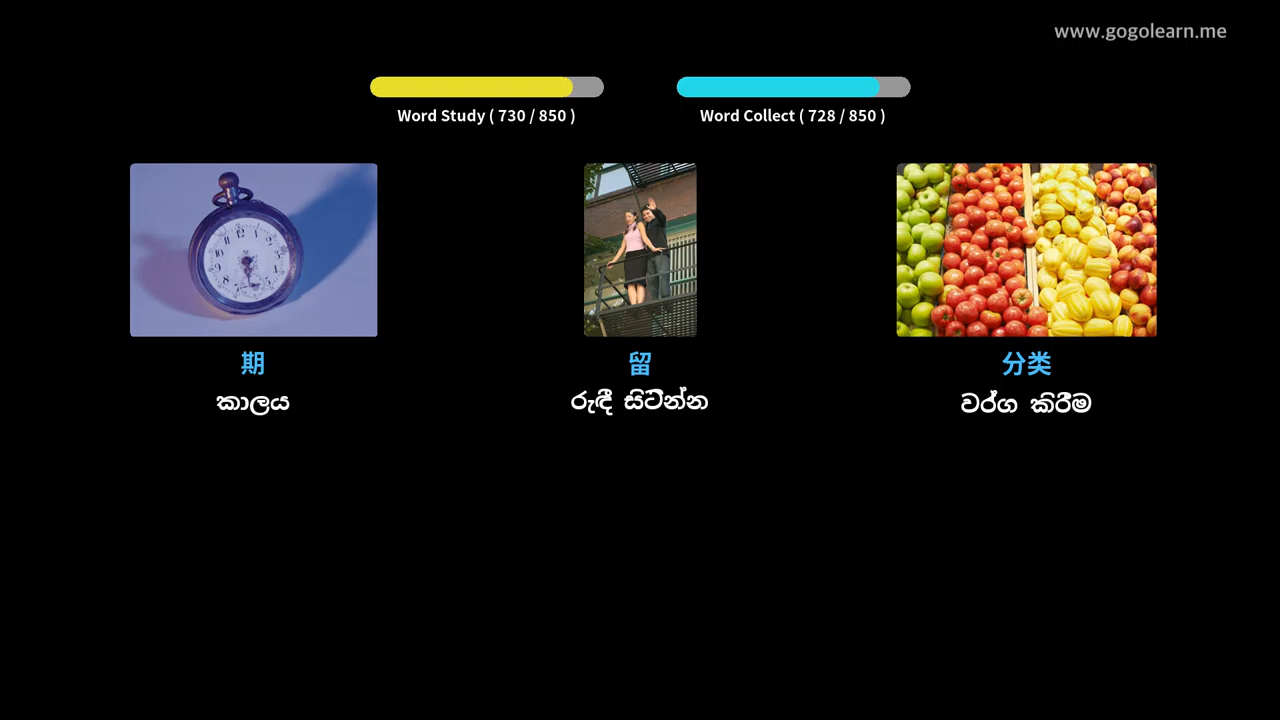 www.gogolearn.me
Word Study ( 730 / 850 )
Word Collect ( 728 / 850 )
期
留
分类
කාලය
රුඳී සිටින්න
වර්ග කිරීම